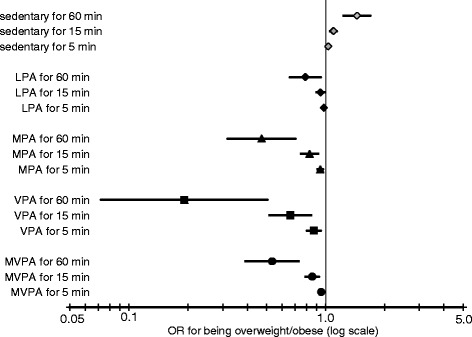 sedentary for 60 min
sedentary for 15 min
sedentary for 5 min
LPA for 60 min
LPA for 15 min
LPA for 5 min
MPA for 60 min
MPA for 15 min
MPA for 5 min
VPA for 60 min
VPA for 15 min
VPA for 5 min
MVPA for 60 min
MVPA for 15 min
MVPA for 5 min
0.05 0.1 1.0 5.0
OR for being overweight/obese (log scale)